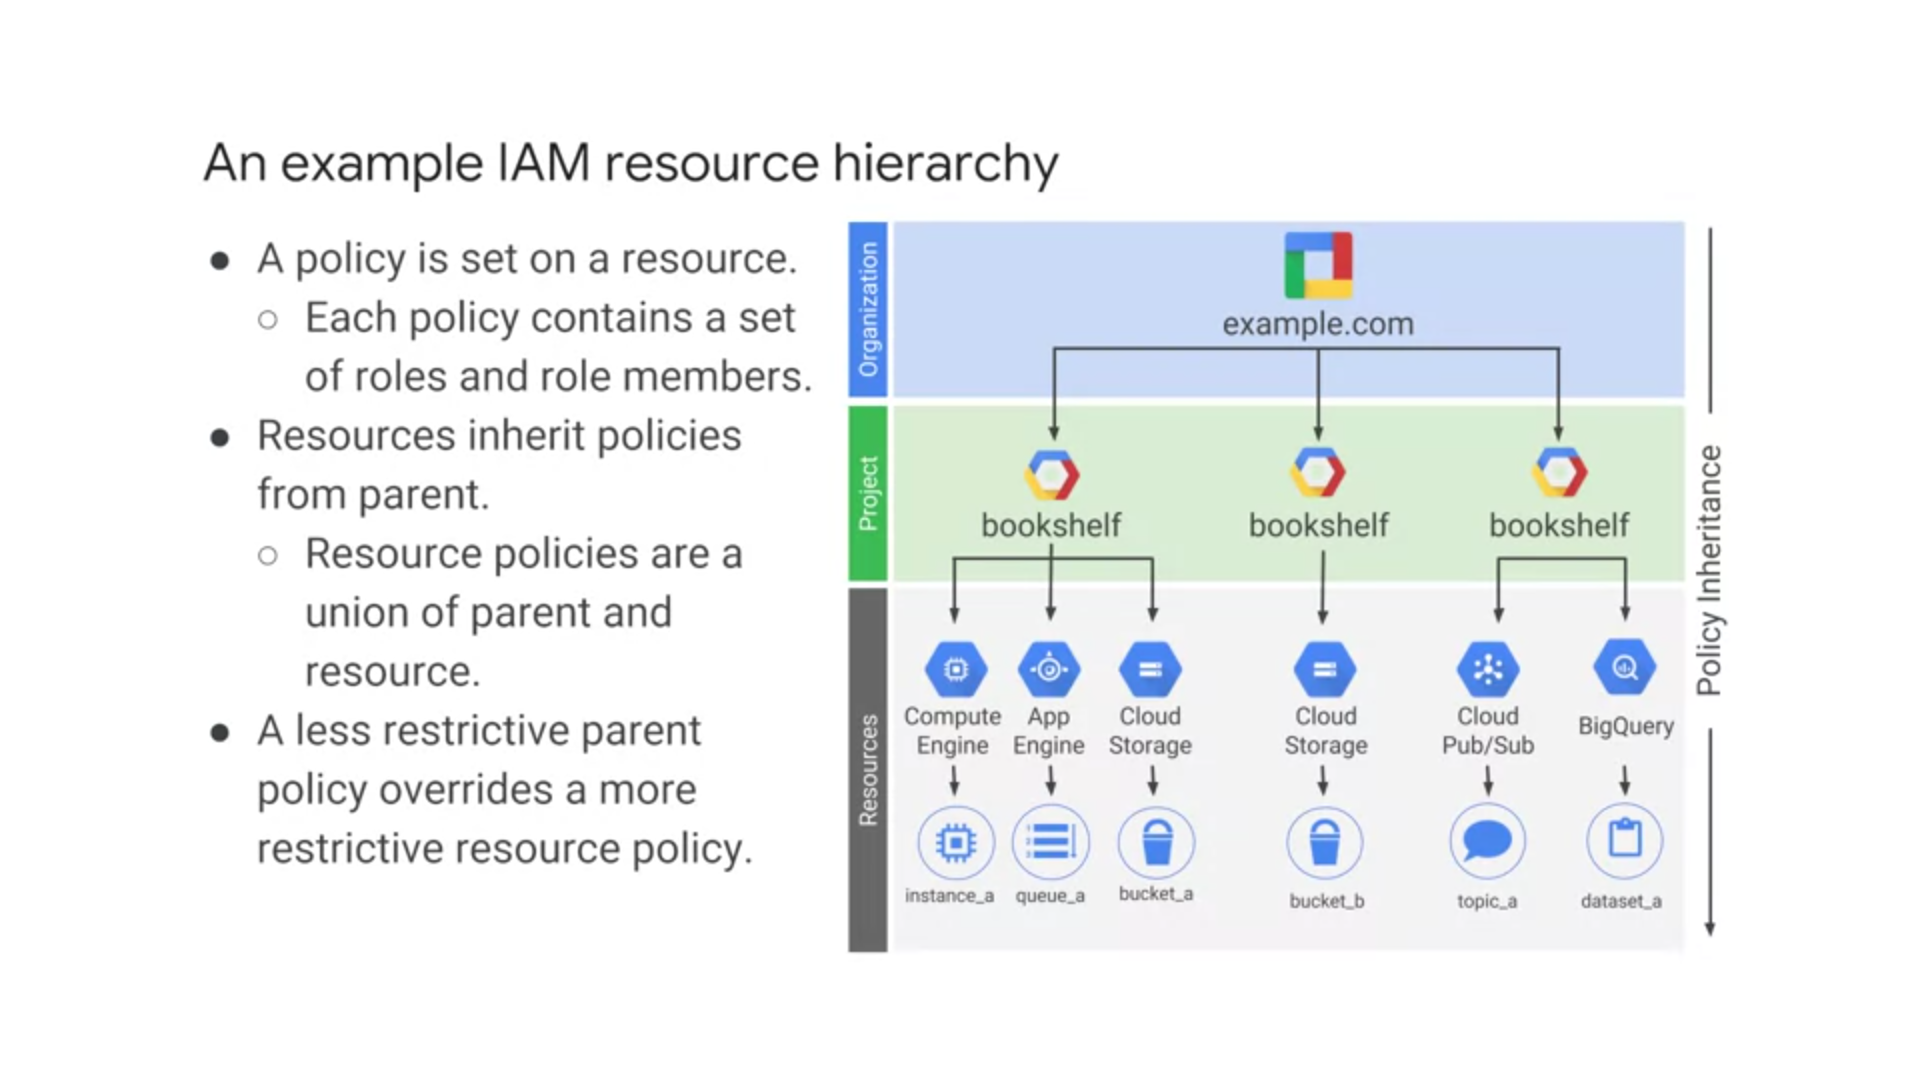 An example IAM resource hierarchy
● A policy is set on a resource.
○ Each policy contains a set
of roles and role members.
● Resources inherit policies
from parent.
○ Resource policies are a
union of parent and
resource.
● A less restrictive parent
policy overrides a more
restrictive resource policy.
Organization
example.com
Project
bookshelf
bookshelf
bookshelf
Resources
Compute
Engine
App
Engine
Cloud
Storage
Cloud
Storage
Cloud
Pub/Sub
BigQuery
instance_a
queue_a
bucket_a
bucket_b
topic_a
dataset_a
Policy Inheritance